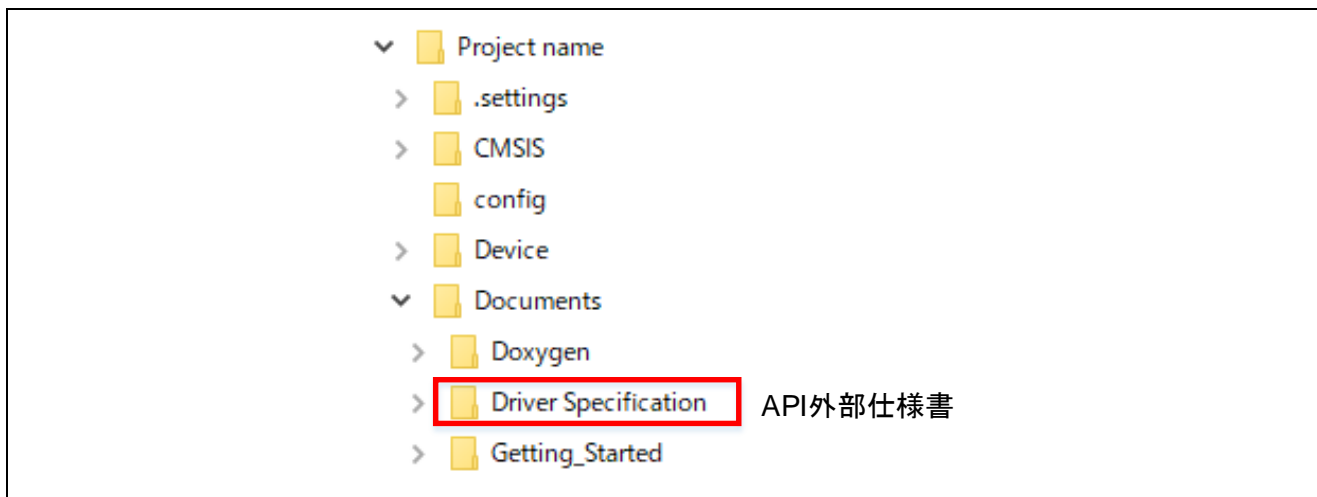 Project name
.settings
CMSIS
config
Device
Documents
Doxygen
Driver Specification API外部仕様書
Getting_Started